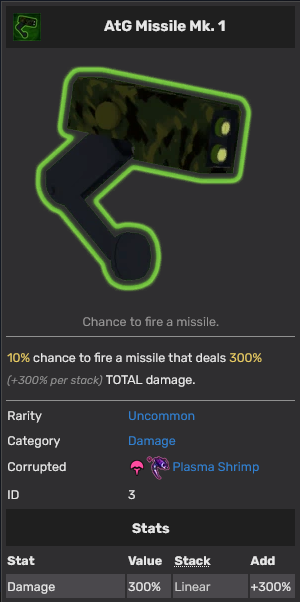 AtG Missile Mk. 1
Chance to fire a missile.
10% chance to fire a missile that deals 300%
(+300% per stack) TOTAL damage.
Rarity Uncommon
Category Damage
Corrupted Plasma Shrimp
ID 3
Stats
Stat Value Stack Add
Damage 300% Linear +300%